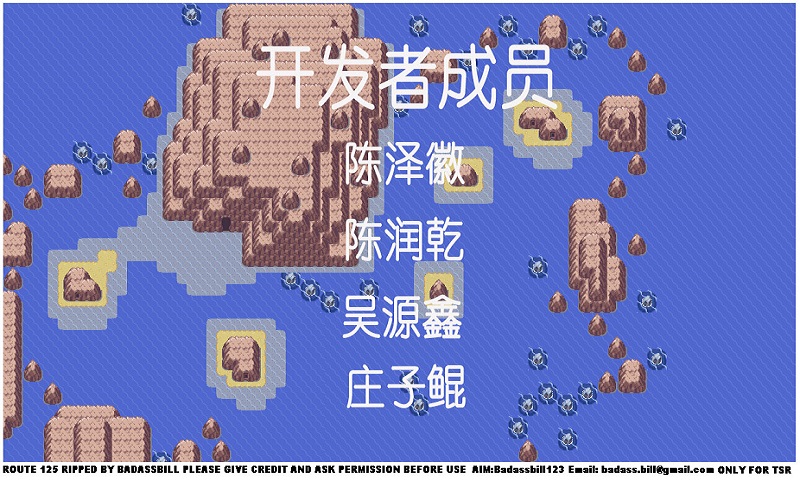 开发者成员
陈泽徽
陈润乾
吴源鑫
庄子鲲
ROUTE 125 RIPPED BY BADASSBILL PLEASE GIVE CREDIT AND ASK PERMISSION BEFORE USE AIM:Badassbill123 Email: badass.bill@gmail.com ONLY FOR TSR